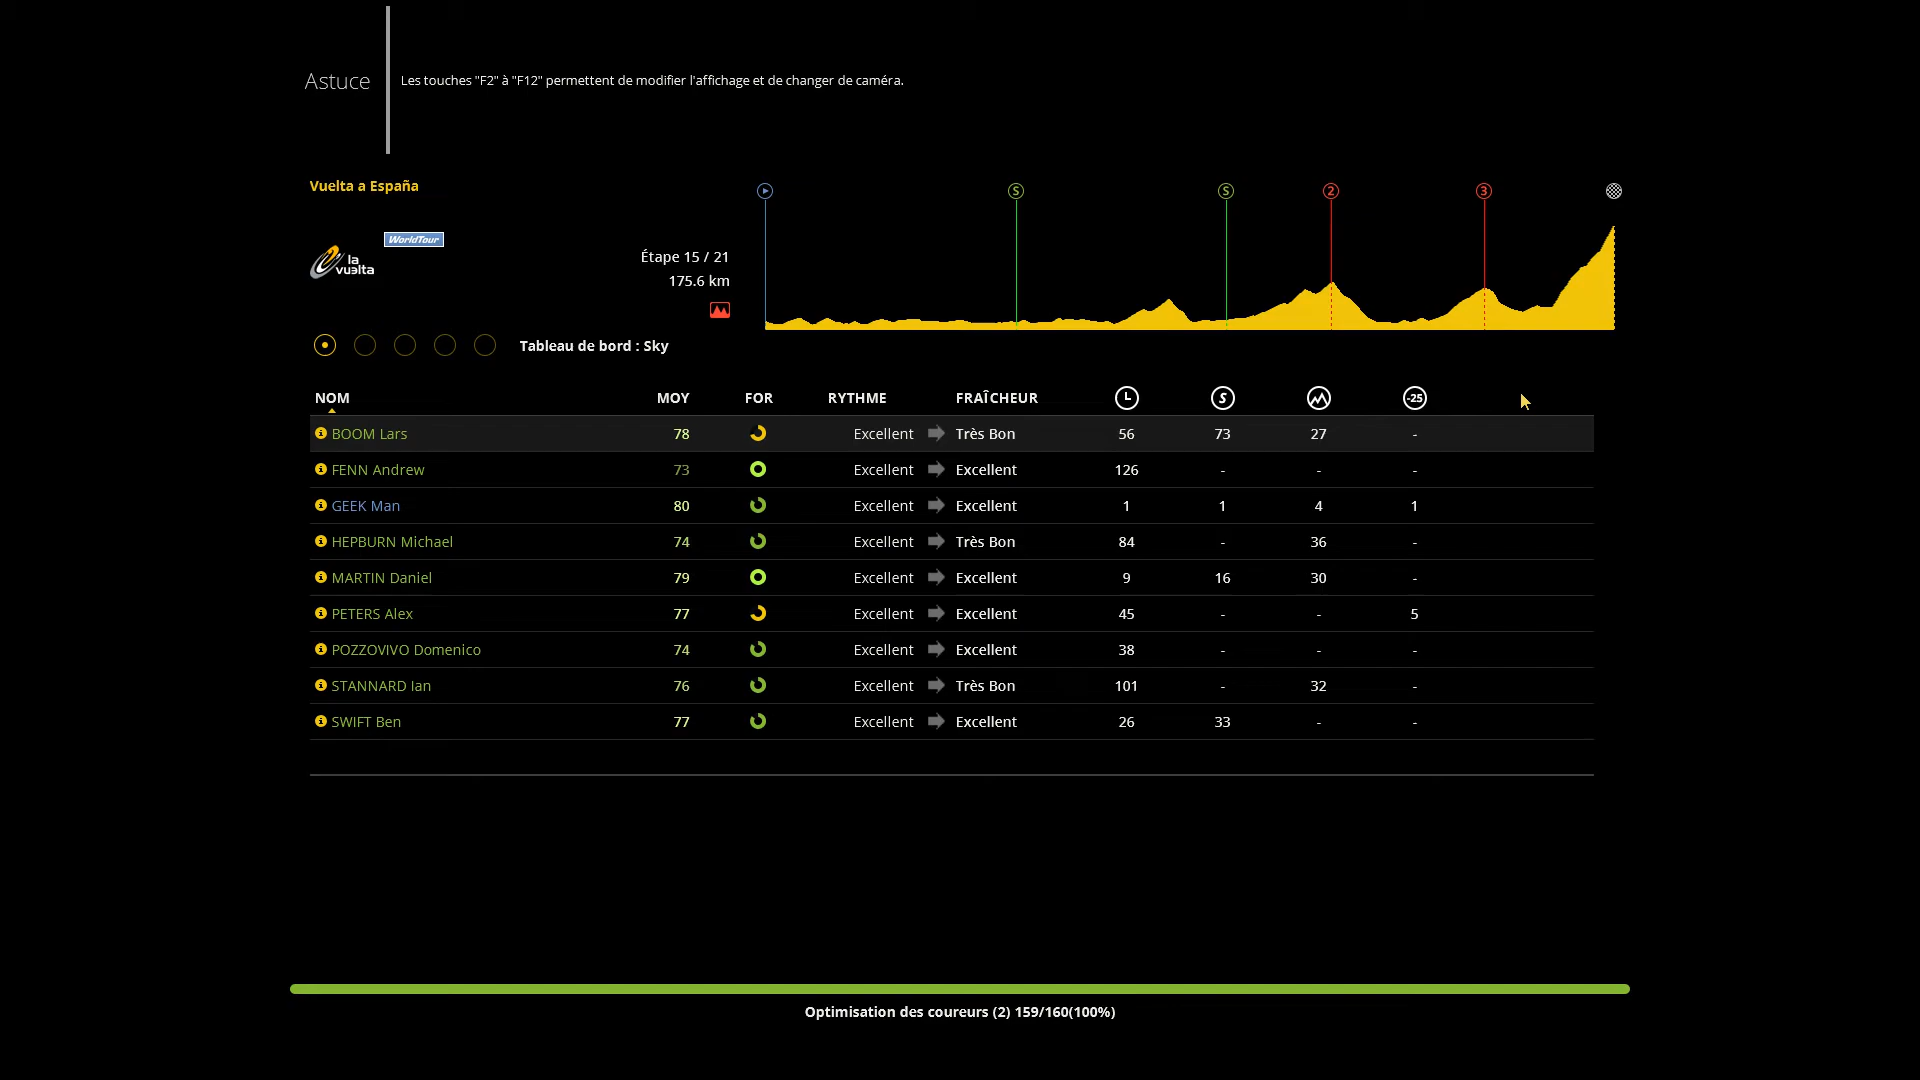 Astuce
Les touches "F2" à "F12" permettent de modifier l'affichage et de changer de caméra.
Vuelta a España
WorldTour
la vuelta
Étape 15 / 21
175.6 km
S S 2 3
Tableau de bord : Sky
NOM MOY FOR RYTHME FRAÎCHEUR S -25
BOOM Lars 78 Excellent Très Bon 56 73 27 -
FENN Andrew 73 Excellent Excellent 126 - - -
GEEK Man 80 Excellent Excellent 1 1 4 1
HEPBURN Michael 74 Excellent Très Bon 84 - 36 -
MARTIN Daniel 79 Excellent Excellent 9 16 30 -
PETERS Alex 77 Excellent Excellent 45 - - 5
POZZOVIVO Domenico 74 Excellent Excellent 38 - - -
STANNARD Ian 76 Excellent Très Bon 101 - 32 -
SWIFT Ben 77 Excellent Excellent 26 33 - -
Optimisation des coureurs (2) 159/160(100%)